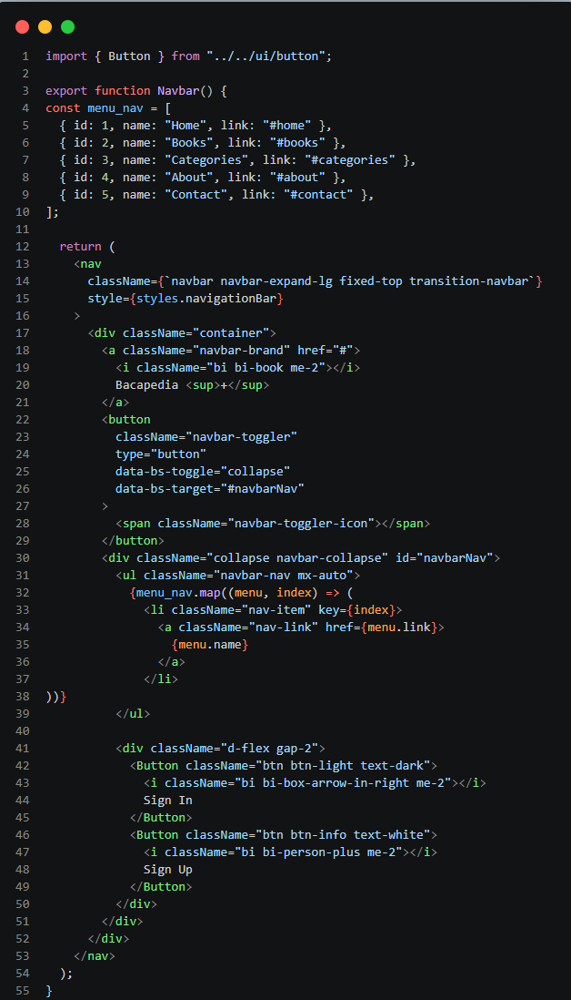 1 import { Button } from "../../ui/button";
2
3 export function Navbar() {
4 const menu_nav = [
5   { id: 1, name: "Home", link: "#home" },
6   { id: 2, name: "Books", link: "#books" },
7   { id: 3, name: "Categories", link: "#categories" },
8   { id: 4, name: "About", link: "#about" },
9   { id: 5, name: "Contact", link: "#contact" },
10 ];
11
12   return (
13     <nav
14       className={`navbar navbar-expand-lg fixed-top transition-navbar`}
15       style={styles.navigationBar}
16     >
17       <div className="container">
18         <a className="navbar-brand" href="#">
19           <i className="bi bi-book me-2"></i>
20           Bacapedia <sup>+</sup>
21         </a>
22         <button
23           className="navbar-toggler"
24           type="button"
25           data-bs-toggle="collapse"
26           data-bs-target="#navbarNav"
27         >
28           <span className="navbar-toggler-icon"></span>
29         </button>
30         <div className="collapse navbar-collapse" id="navbarNav">
31           <ul className="navbar-nav mx-auto">
32             {menu_nav.map((menu, index) => (
33               <li className="nav-item" key={index}>
34                 <a className="nav-link" href={menu.link}>
35                   {menu.name}
36                 </a>
37               </li>
38 ))}
39           </ul>
40
41           <div className="d-flex gap-2">
42             <Button className="btn btn-light text-dark">
43               <i className="bi bi-box-arrow-in-right me-2"></i>
44               Sign In
45             </Button>
46             <Button className="btn btn-info text-white">
47               <i className="bi bi-person-plus me-2"></i>
48               Sign Up
49             </Button>
50           </div>
51         </div>
52       </div>
53     </nav>
54   );
55 }